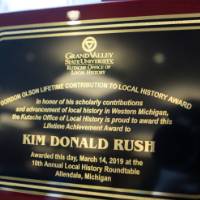 GRAND VALLEY
STATE UNIVERSITY
KUTSCHE OFFICE OF
LOCAL HISTORY
GORDON OLSON LIFETIME CONTRIBUTION TO LOCAL HISTORY AWARD
In honor of his scholarly contributions
and advancement of local history in Western Michigan,
the Kutsche Office of Local History is proud to award this
Lifetime Achievement Award to
KIM DONALD RUSH
Awarded this day, March 14, 2019 at the
10th Annual Local History Roundtable
Allendale, Michigan